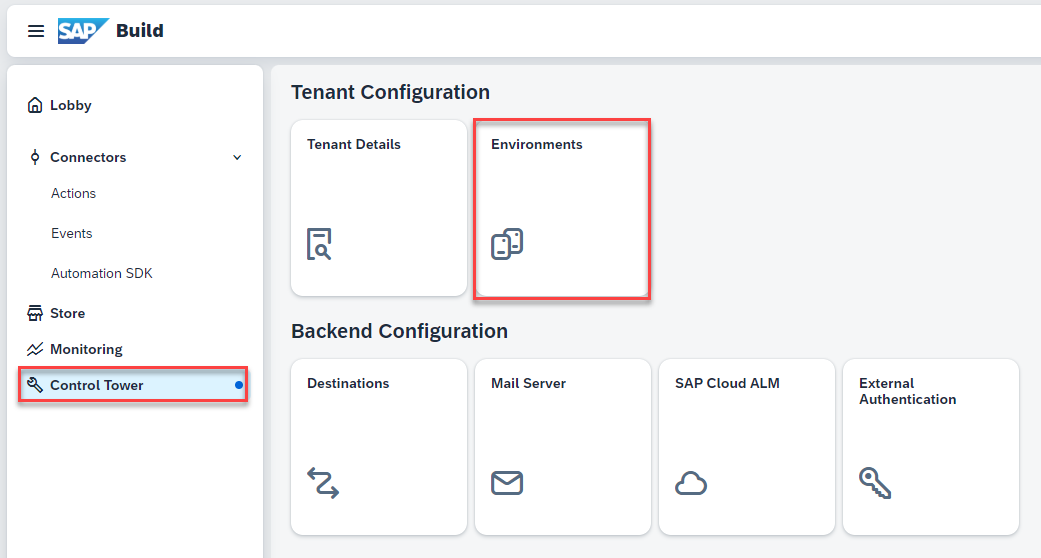 SAP Build
Lobby
Connectors
Actions
Events
Automation SDK
Store
Monitoring
Control Tower
Tenant Configuration
Tenant Details
Environments
Backend Configuration
Destinations
Mail Server
SAP Cloud ALM
External
Authentication